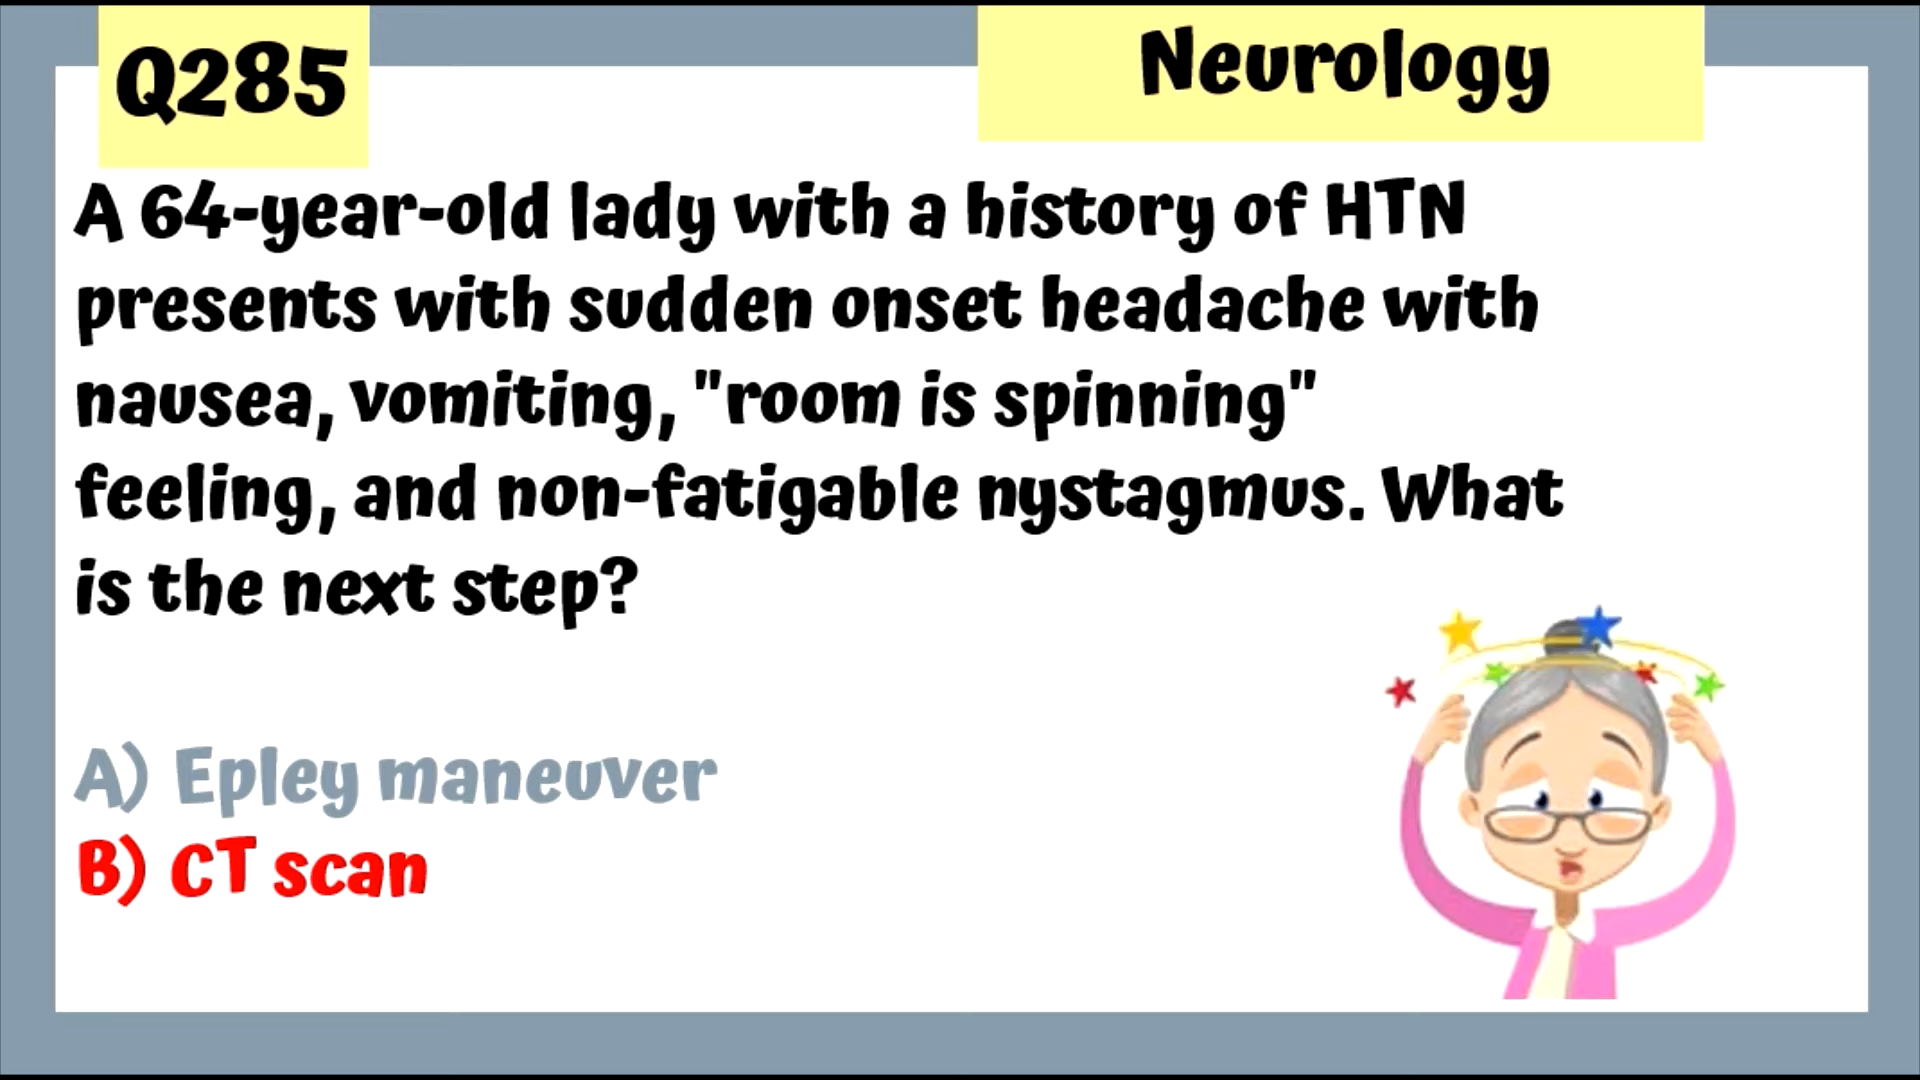 Q285
Neurology
A 64-year-old lady with a history of HTN
presents with sudden onset headache with
nausea, vomiting, "room is spinning"
feeling, and non-fatigable nystagmus. What
is the next step?
A) Epley maneuver
B) CT scan